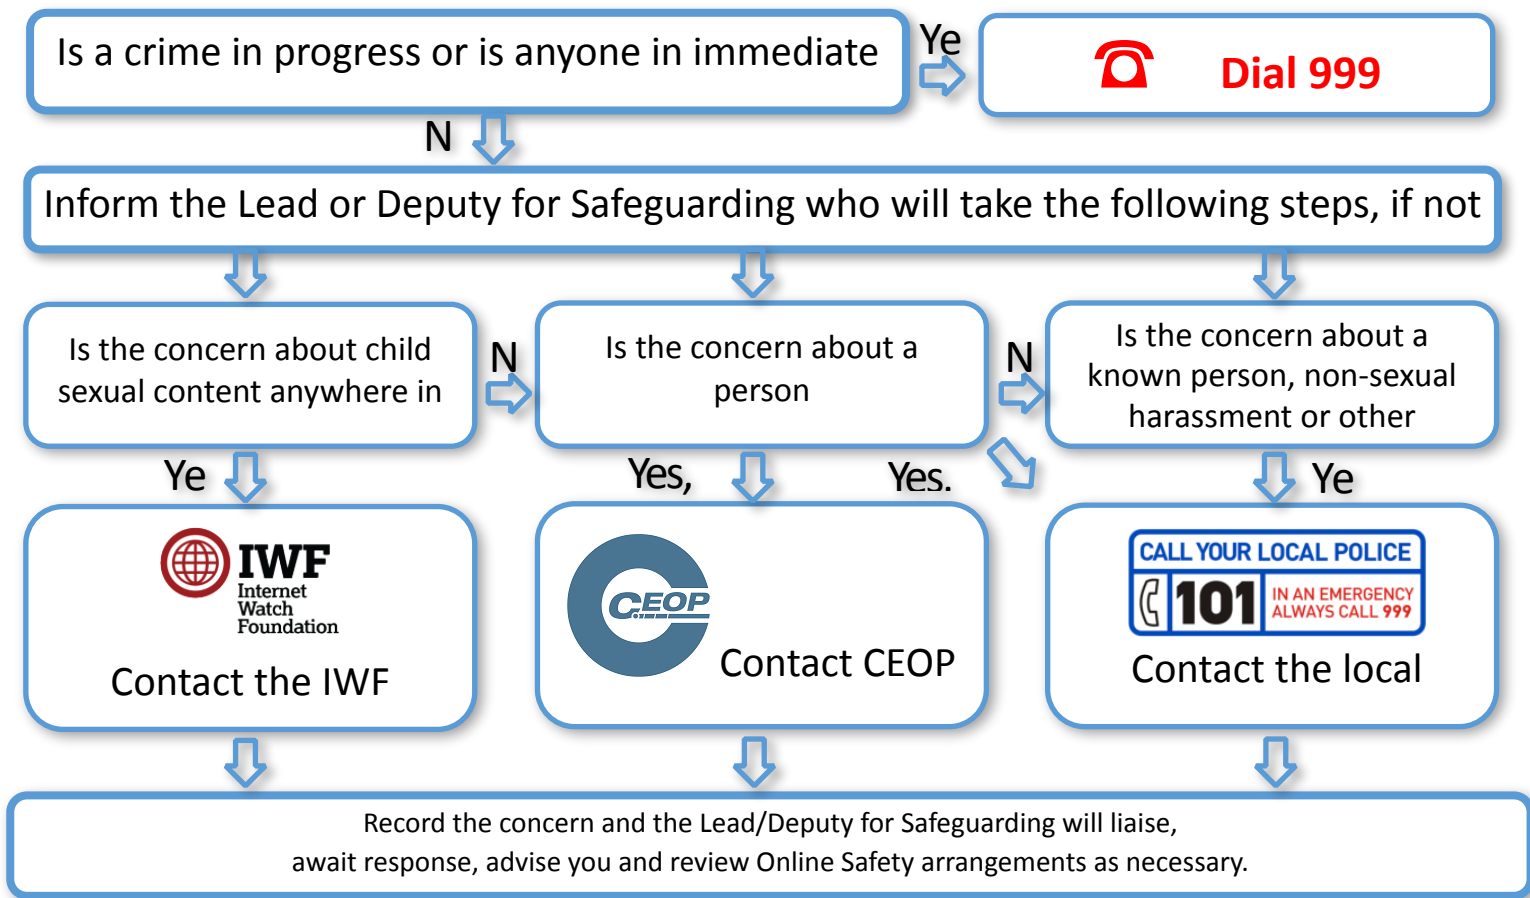 Is a crime in progress or is anyone in immediate
Ye
Dial 999
N
Inform the Lead or Deputy for Safeguarding who will take the following steps, if not
Is the concern about child
sexual content anywhere in
N
Is the concern about a
person
N
Is the concern about a
known person, non-sexual
harassment or other
Ye
Yes,
Yes.
Ye
IWF
Internet
Watch
Foundation
Contact the IWF
CEOP
Contact CEOP
CALL YOUR LOCAL POLICE
101
IN AN EMERGENCY
ALWAYS CALL 999
Contact the local
Record the concern and the Lead/Deputy for Safeguarding will liaise,
await response, advise you and review Online Safety arrangements as necessary.